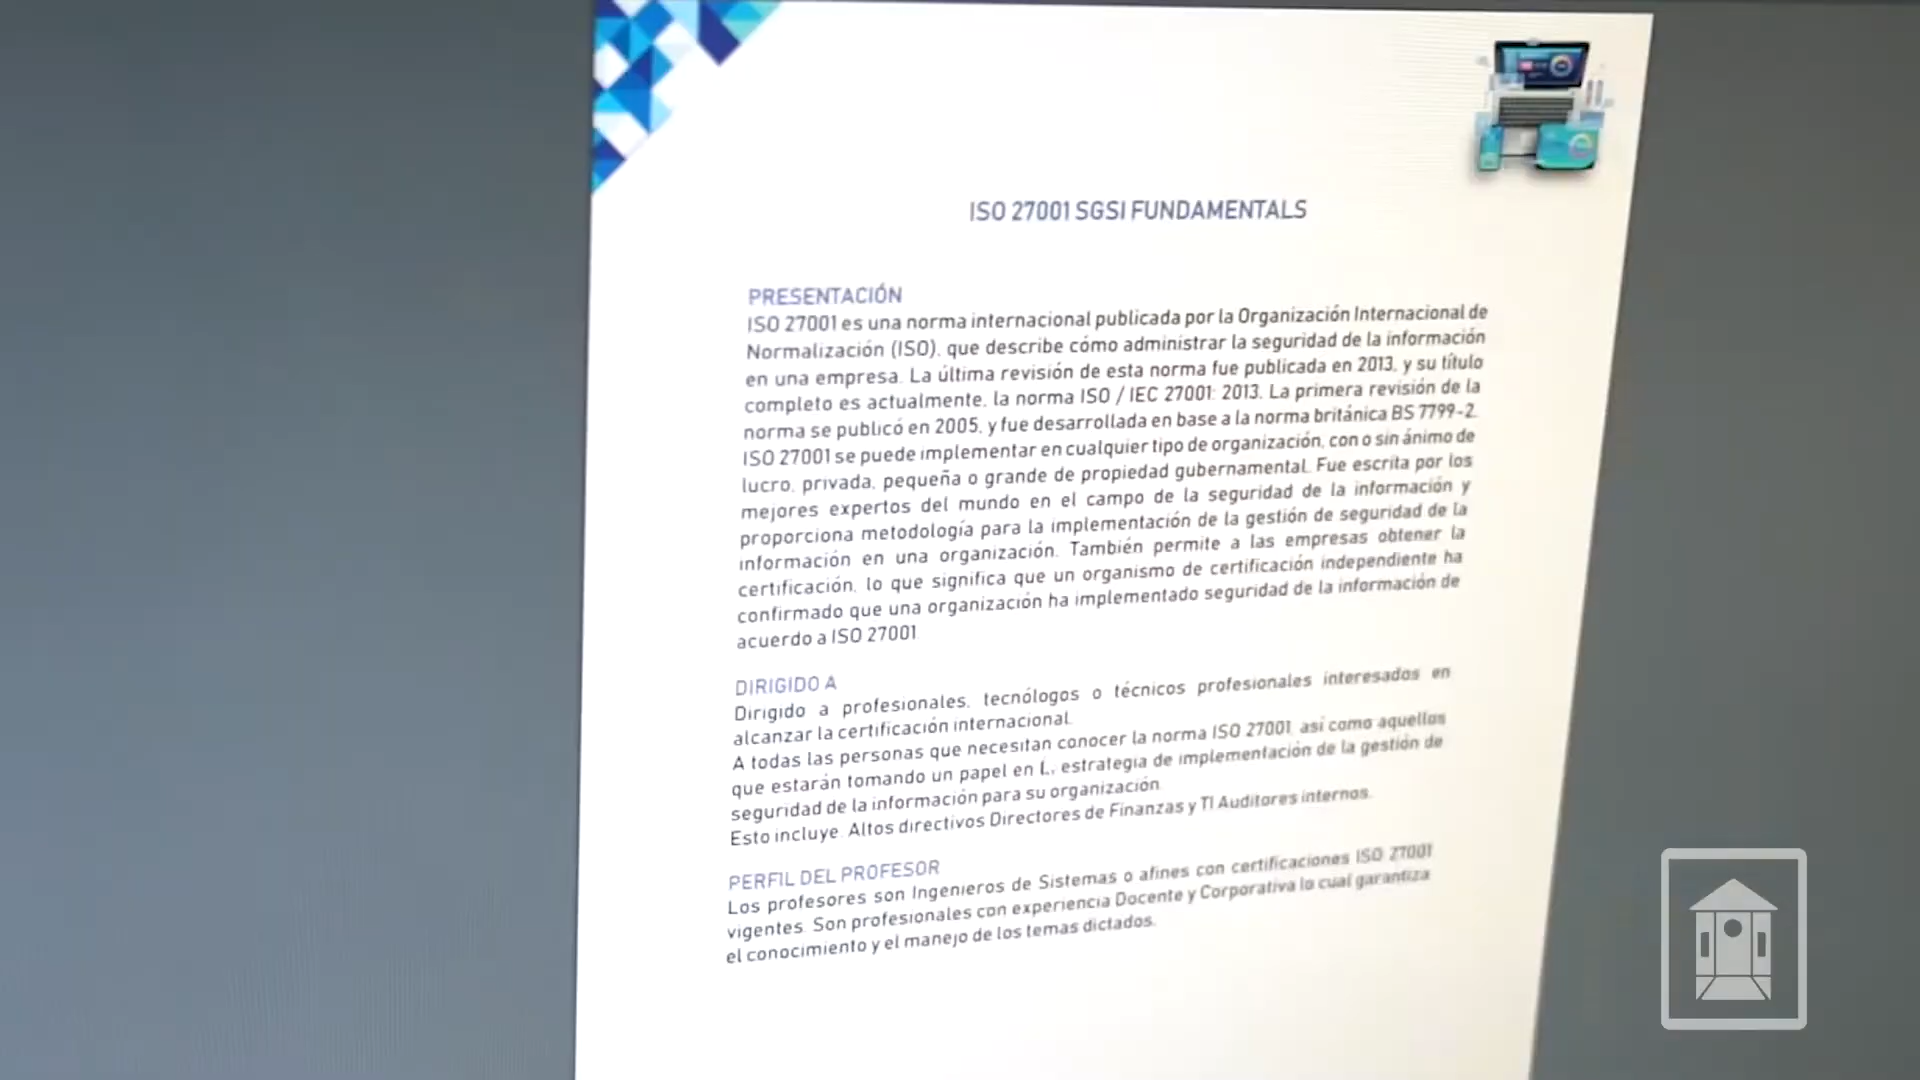 ISO 27001 SGSI FUNDAMENTALS
PRESENTACIÓN
ISO 27001 es una norma internacional publicada por la Organización Internacional de
Normalización (ISO), que describe cómo administrar la seguridad de la información
en una empresa. La última revisión de esta norma fue publicada en 2013, y su título
completo es actualmente, la norma ISO / IEC 27001: 2013. La primera revisión de la
norma se publicó en 2005, y fue desarrollada en base a la norma británica BS 7799-2.
ISO 27001 se puede implementar en cualquier tipo de organización, con o sin ánimo de
lucro, privada, pequeña o grande de propiedad gubernamental. Fue escrita por los
mejores expertos del mundo en el campo de la seguridad de la información y
proporciona metodología para la implementación de la gestión de seguridad de la
información en una organización. También permite a las empresas obtener la
certificación, lo que significa que un organismo de certificación independiente ha
confirmado que una organización ha implementado seguridad de la información de
acuerdo a ISO 27001
DIRIGIDO A
Dirigido a profesionales, tecnólogos o técnicos profesionales interesados en
alcanzar la certificación internacional.
A todas las personas que necesitan conocer la norma ISO 27001, así como aquellos
que estarán tomando un papel en estrategia de implementación de la gestión de
seguridad de la información para su organización.
Esto incluye. Altos directivos Directores de Finanzas y TI Auditores internos.
PERFIL DEL PROFESOR
Los profesores son Ingenieros de Sistemas o afines con certificaciones ISO 27001
vigentes. Son profesionales con experiencia Docente y Corporativa lo cual garantiza
el conocimiento y el manejo de los temas dictados.